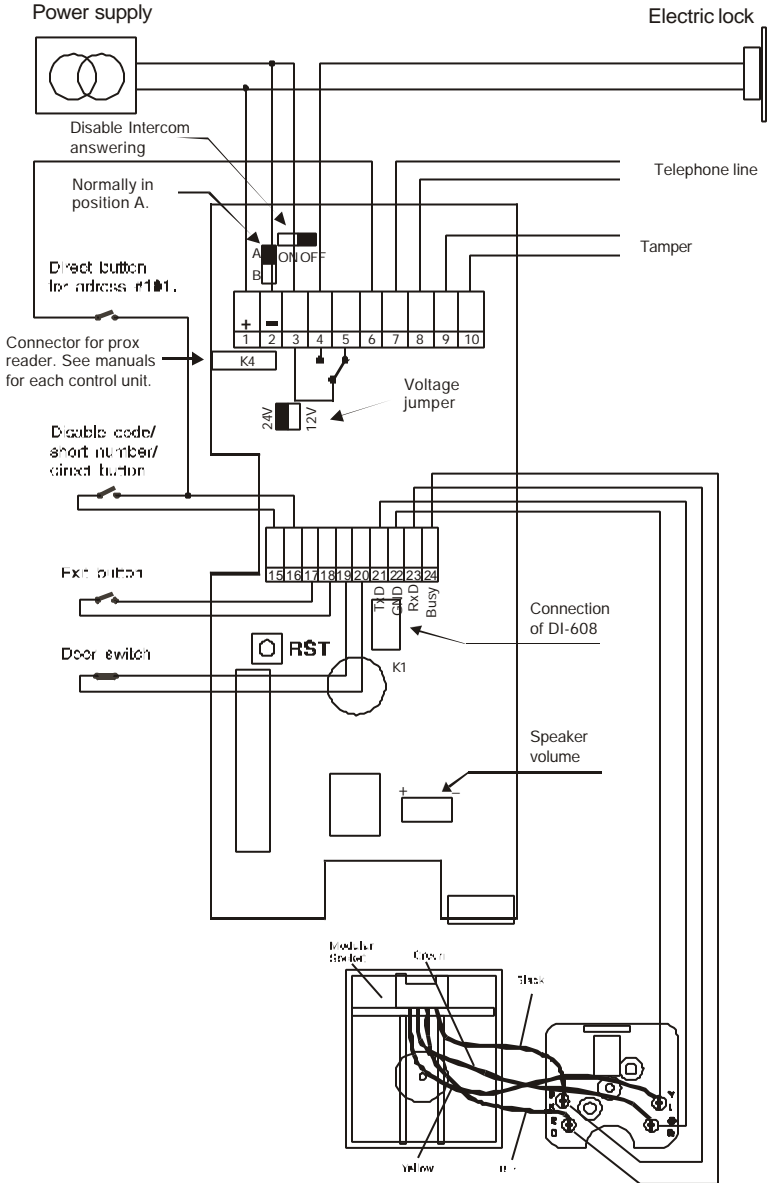 Power supply
Electric lock
Disable Intercom
answering
Telephone line
Normally in
position A.
Tamper
A
ON OFF
B
Direct button
for adress #101.
+
–
1 2 3 4 5 6 7 8 9 10
Connector for prox
reader. See manuals
for each control unit.
K4
24V
12V
Voltage
jumper
Disable code/
short number/
direct button
15 16 17 18 19 20 21 22 23 24
TxD
GND
RxD
Busy
Exit button
Connection
of DI-608
RST
Door switch
K1
Speaker
volume
+
–
Modular
Socket
Green
Black
Yellow